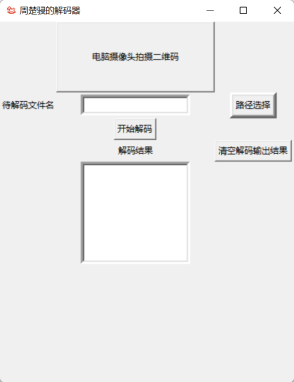 周楚骏的解码器
电脑摄像头拍摄二维码
待解码文件名
路径选择
开始解码
解码结果
清空解码输出结果